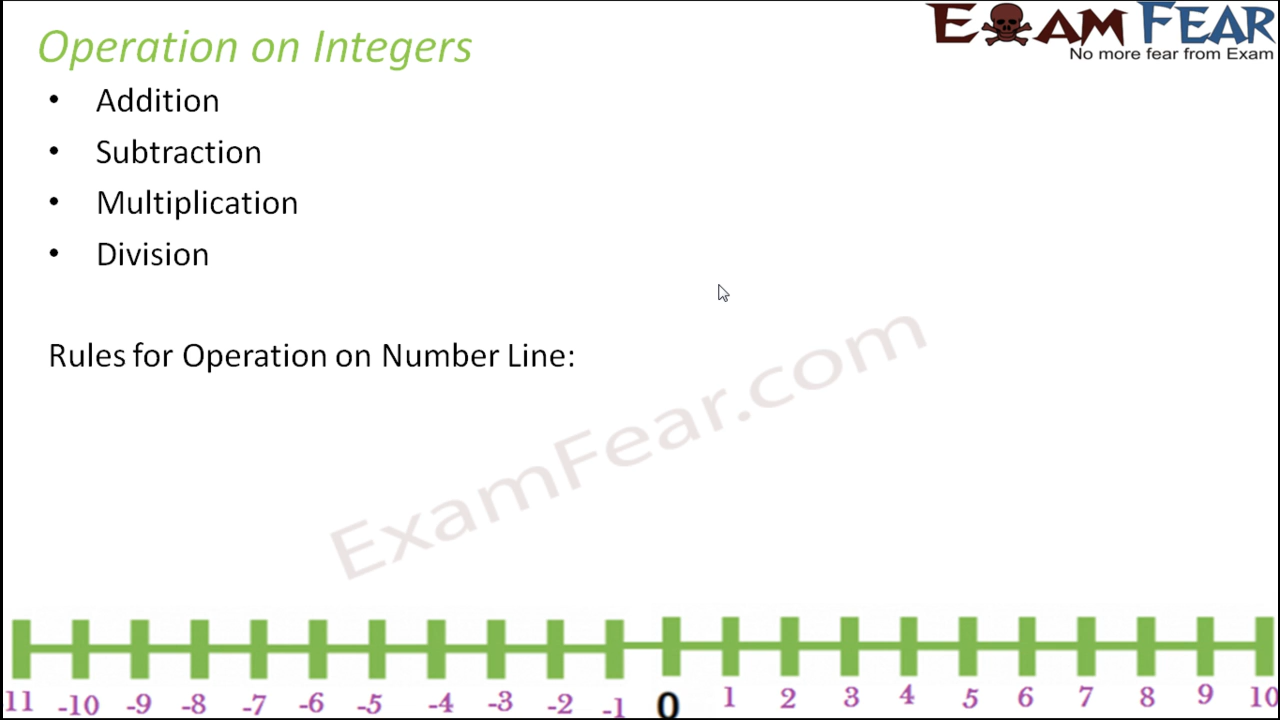 Operation on Integers
EXAM FEAR
No more fear from Exam
• Addition
• Subtraction
• Multiplication
• Division
Rules for Operation on Number Line:
ExamFear.com
11 -10 -9 -8 -7 -6 -5 -4 -3 -2 -1 0 1 2 3 4 5 6 7 8 9 10